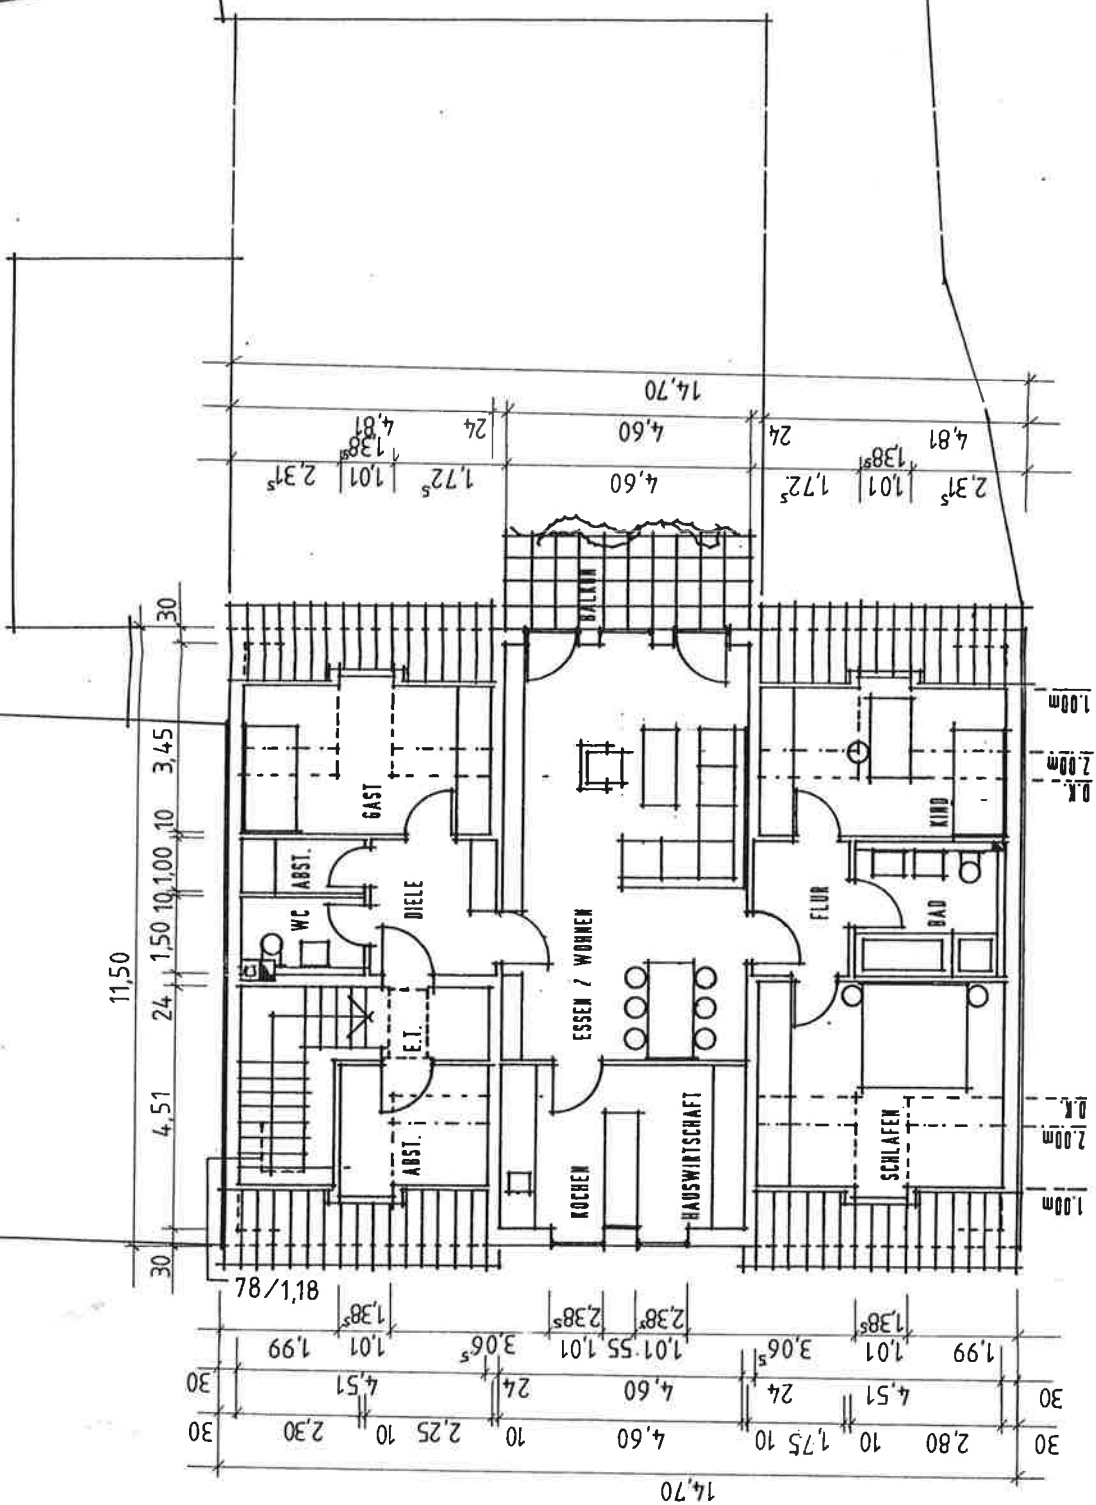 14,70
4,81
24
4,60
24
4,81
2,31⁵
1,01
1,38⁵
1,72⁵
4,60
1,72⁵
1,01
1,38⁵
2,31⁵
BALKON
30
3,45
10
1,00
10
1,50
24
4,51
30
11,50
GAST
ABST.
WC
DIELE
E.T.
ABST.
ESSEN / WOHNEN
KOCHEN
HAUSWIRTSCHAFT
KIND
FLUR
BAD
SCHLAFEN
1.00m
2.00m
D.K.
D.K.
2.00m
1.00m
78/1,18
1,99
1,01
1,38⁵
3,06⁵
1,01
2,38⁵
55
1,01
2,38⁵
3,06⁵
1,01
1,38⁵
1,99
30
4,51
24
4,60
24
4,51
30
30
2,30
10
2,25
10
4,60
10
1,75
10
2,80
30
14,70